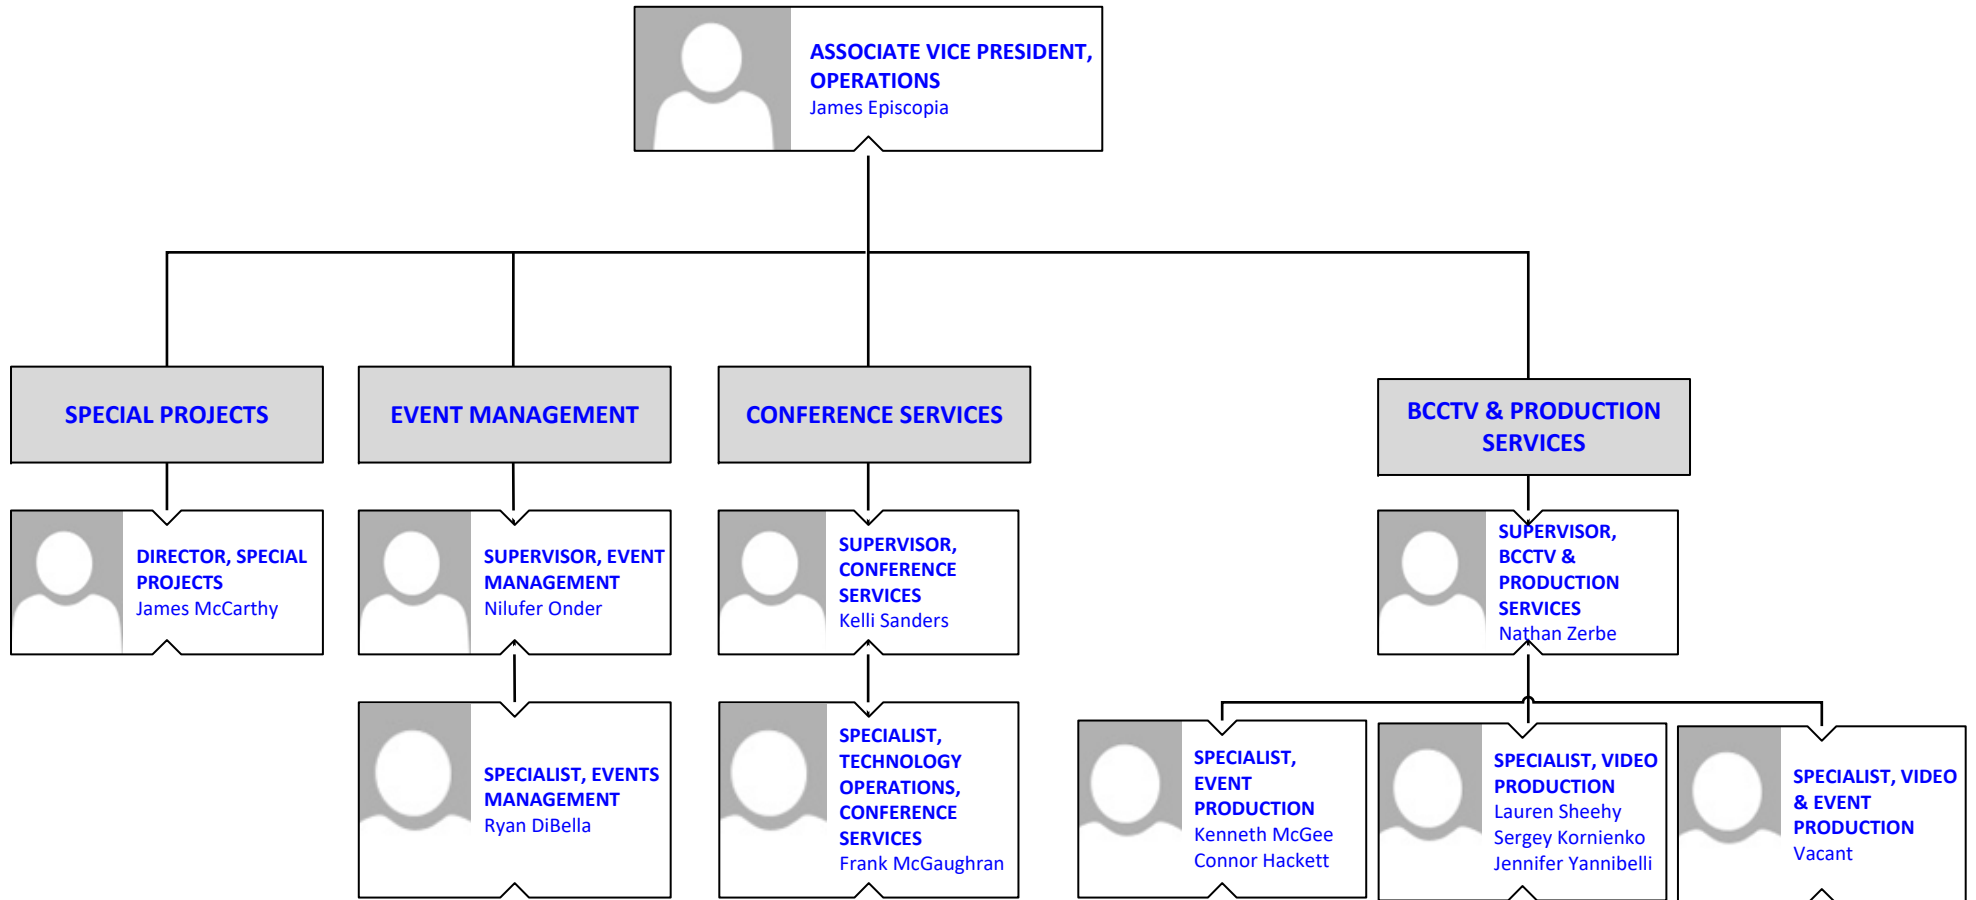 ASSOCIATE VICE PRESIDENT,
OPERATIONS
James Episcopia
SPECIAL PROJECTS
EVENT MANAGEMENT
CONFERENCE SERVICES
BCCTV & PRODUCTION
SERVICES
DIRECTOR, SPECIAL
PROJECTS
James McCarthy
SUPERVISOR, EVENT
MANAGEMENT
Nilufer Onder
SUPERVISOR,
CONFERENCE
SERVICES
Kelli Sanders
SUPERVISOR,
BCCTV &
PRODUCTION
SERVICES
Nathan Zerbe
SPECIALIST, EVENTS
MANAGEMENT
Ryan DiBella
SPECIALIST,
TECHNOLOGY
OPERATIONS,
CONFERENCE
SERVICES
Frank McGaughran
SPECIALIST,
EVENT
PRODUCTION
Kenneth McGee
Connor Hackett
SPECIALIST, VIDEO
PRODUCTION
Lauren Sheehy
Sergey Kornienko
Jennifer Yannibelli
SPECIALIST, VIDEO
& EVENT
PRODUCTION
Vacant